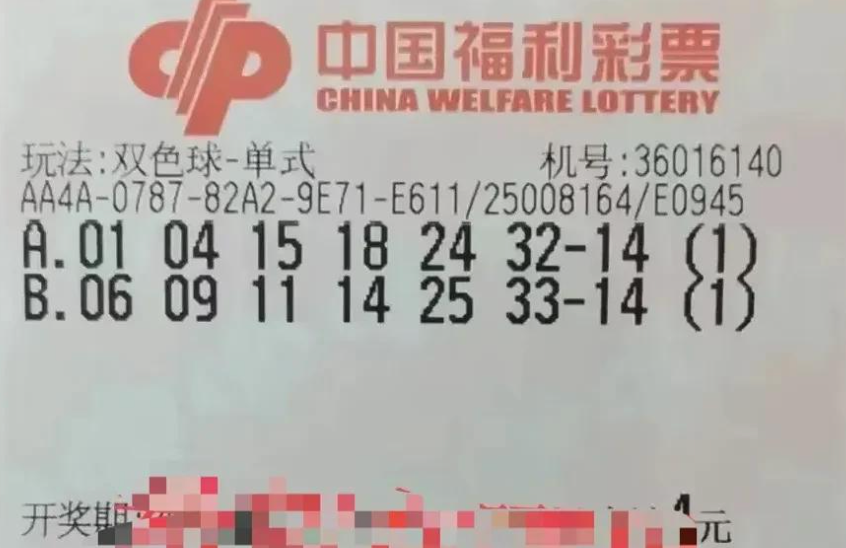 中国福利彩票
CHINA WELFARE LOTTERY
玩法:双色球-单式 机号:36016140
AA4A-0787-82A2-9E71-E611/25008164/E0945
A.01 04 15 18 24 32-14 (1)
B.06 09 11 14 25 33-14 (1)
开奖期 元